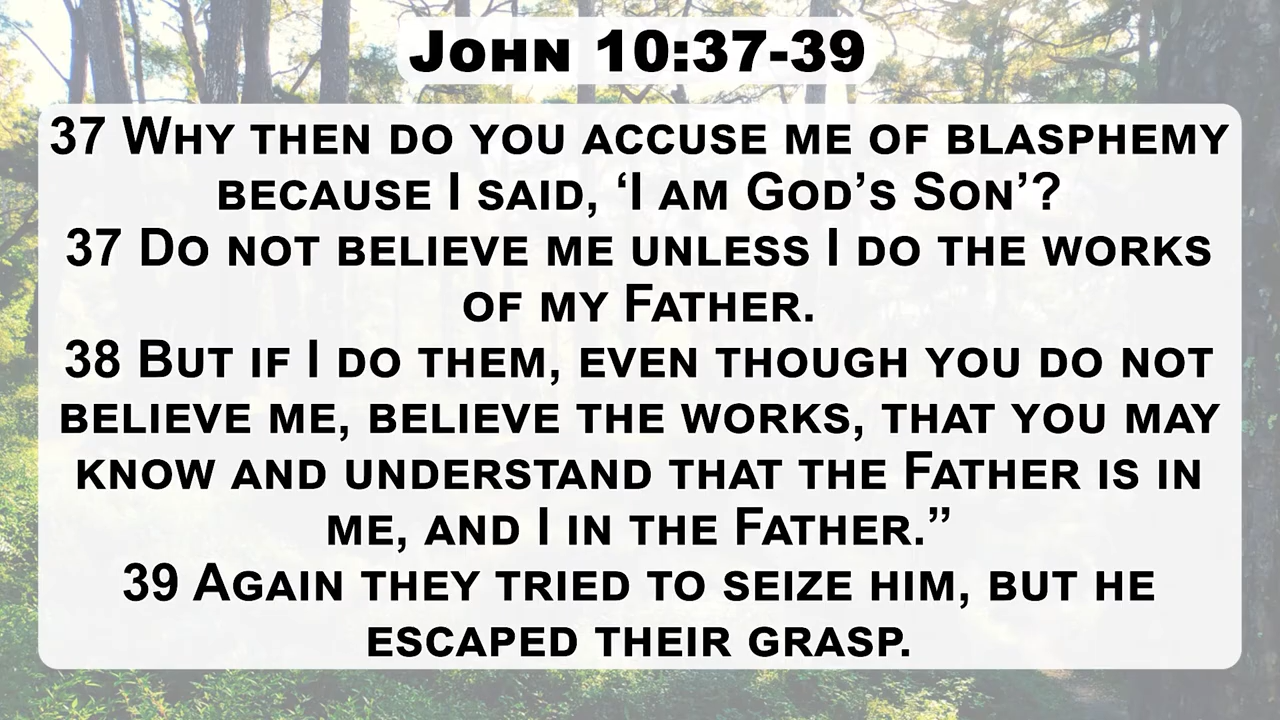 John 10:37-39
37 Why then do you accuse me of blasphemy
because I said, ‘I am God’s Son’?
37 Do not believe me unless I do the works
of my Father.
38 But if I do them, even though you do not
believe me, believe the works, that you may
know and understand that the Father is in
me, and I in the Father.”
39 Again they tried to seize him, but he
escaped their grasp.